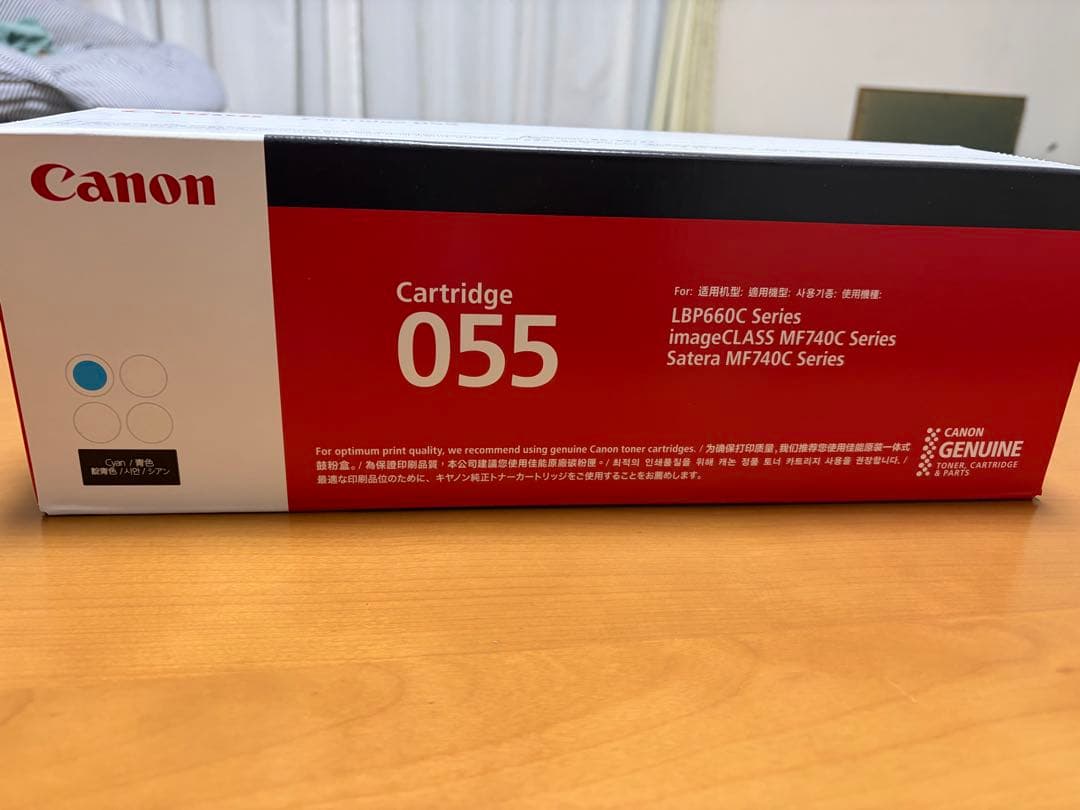 Canon
Cartridge
055
For: 适用机型: 適用機型: 사용기종: 使用機種:
LBP660C Series
imageCLASS MF740C Series
Satera MF740C Series
Cyan / 青色
靛青色 / 시안 / シアン
For optimum print quality, we recommend using genuine Canon toner cartridges. / 为确保打印质量，我们推荐您使用佳能原装一体式
鼓粉盒。/ 為保證印刷品質，本公司建議您使用佳能原廠碳粉匣。/ 최적의 인쇄품질을 위해 캐논 정품 토너 카트리지 사용을 권장합니다. /
最適な印刷品位のために、キヤノン純正トナーカートリッジをご使用することをお薦めします。
CANON
GENUINE
TONER, CARTRIDGE
& PARTS